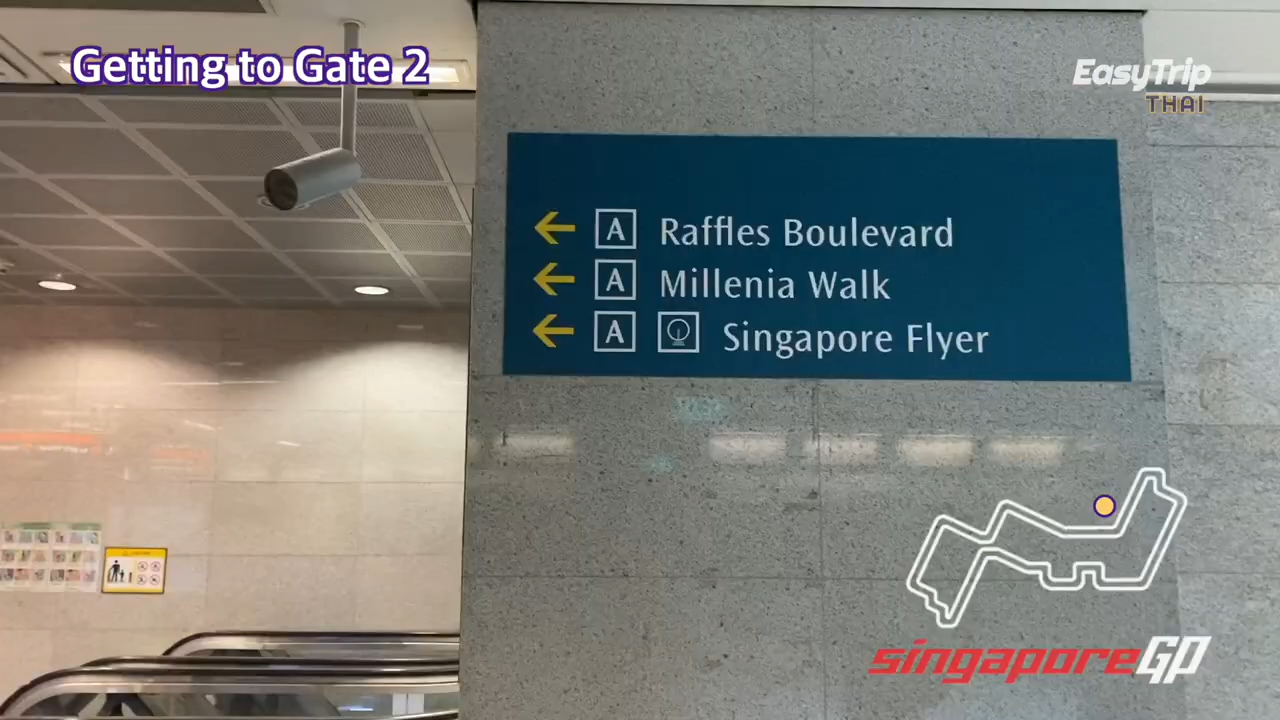 Getting to Gate 2
EasyTrip
THAI
A Raffles Boulevard
A Millenia Walk
A Singapore Flyer
singaporeGP